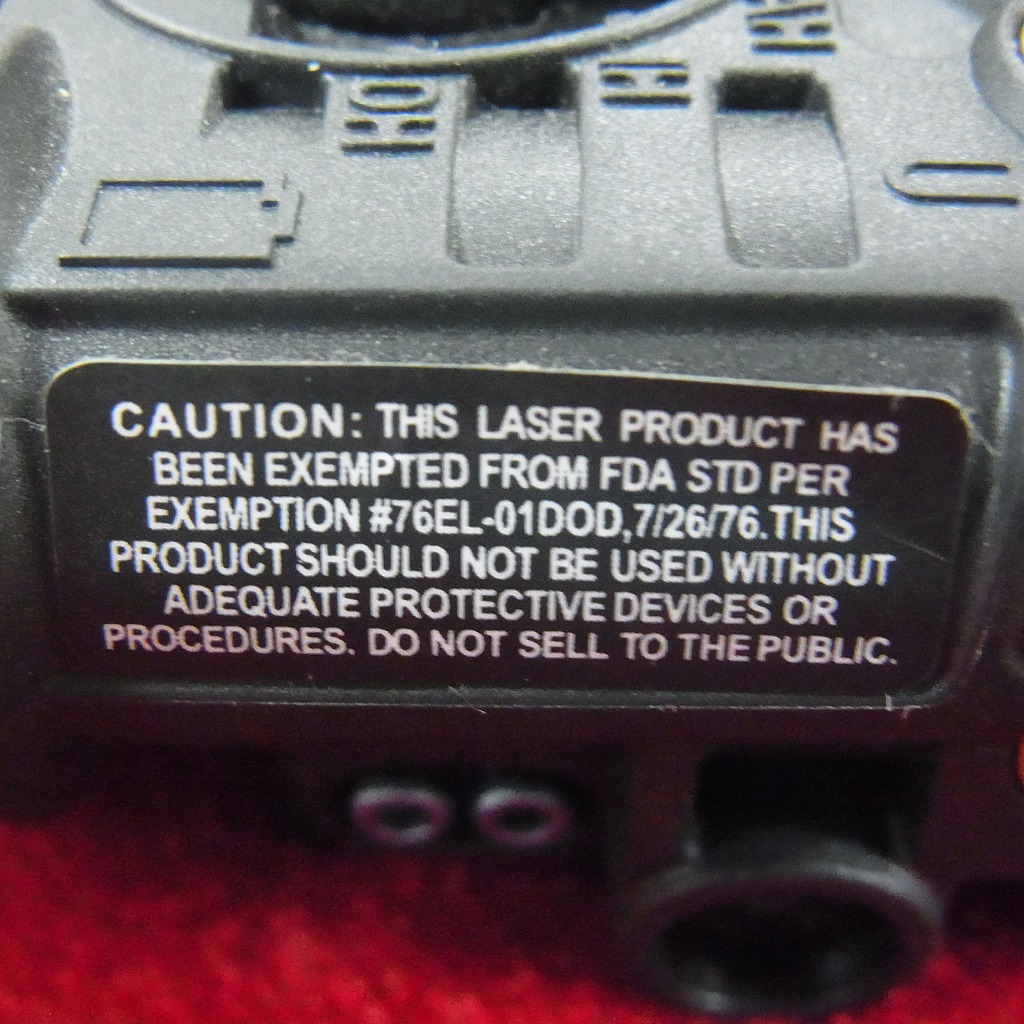 CAUTION: THIS LASER PRODUCT HAS
BEEN EXEMPTED FROM FDA STD PER
EXEMPTION #76EL-01DOD,7/26/76.THIS
PRODUCT SHOULD NOT BE USED WITHOUT
ADEQUATE PROTECTIVE DEVICES OR
PROCEDURES. DO NOT SELL TO THE PUBLIC.